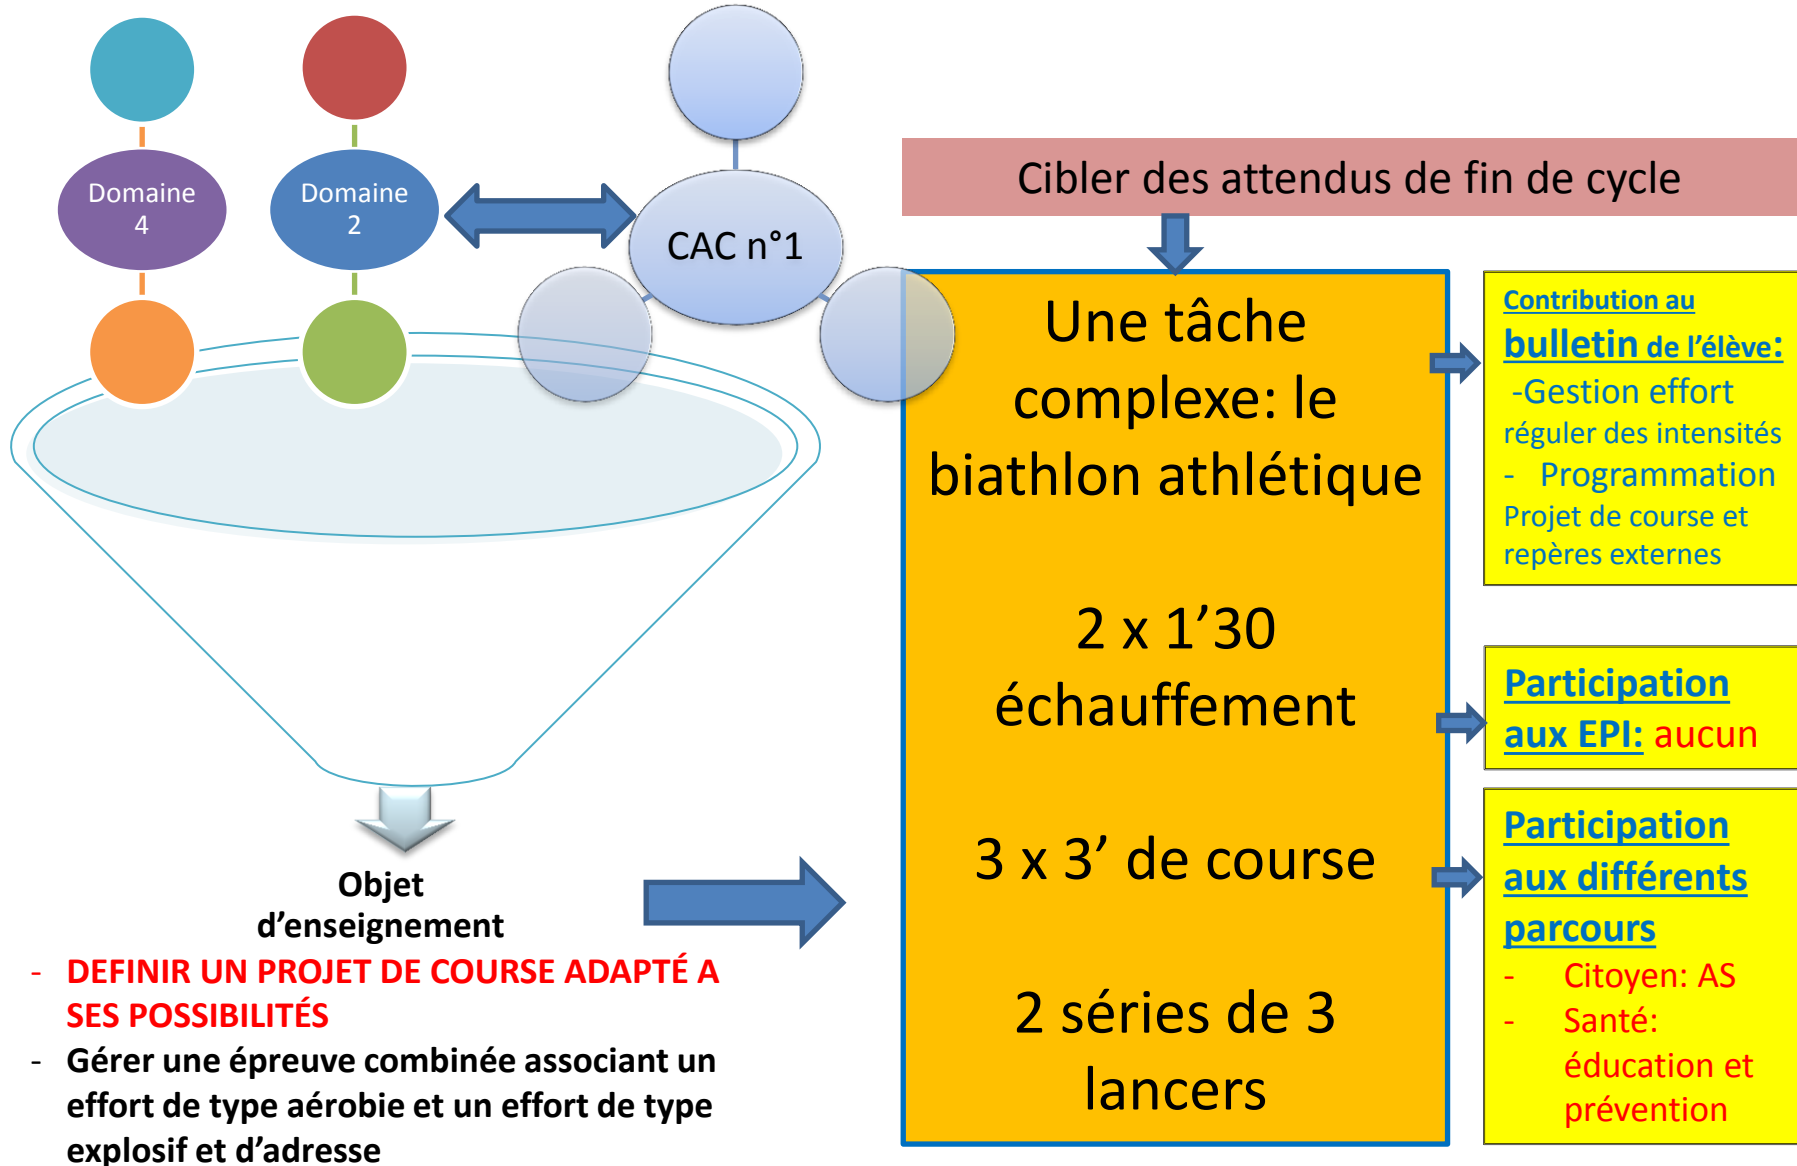 Domaine
4
Domaine
2
CAC n°1
Objet
d’enseignement
- DEFINIR UN PROJET DE COURSE ADAPTÉ A
SES POSSIBILITÉS
- Gérer une épreuve combinée associant un
effort de type aérobie et un effort de type
explosif et d’adresse
Cibler des attendus de fin de cycle
Une tâche
complexe: le
biathlon athlétique
2 x 1’30
échauffement
3 x 3’ de course
2 séries de 3
lancers
Contribution au
bulletin de l’élève:
-Gestion effort
réguler des intensités
- Programmation
Projet de course et
repères externes
Participation
aux EPI: aucun
Participation
aux différents
parcours
- Citoyen: AS
- Santé:
éducation et
prévention